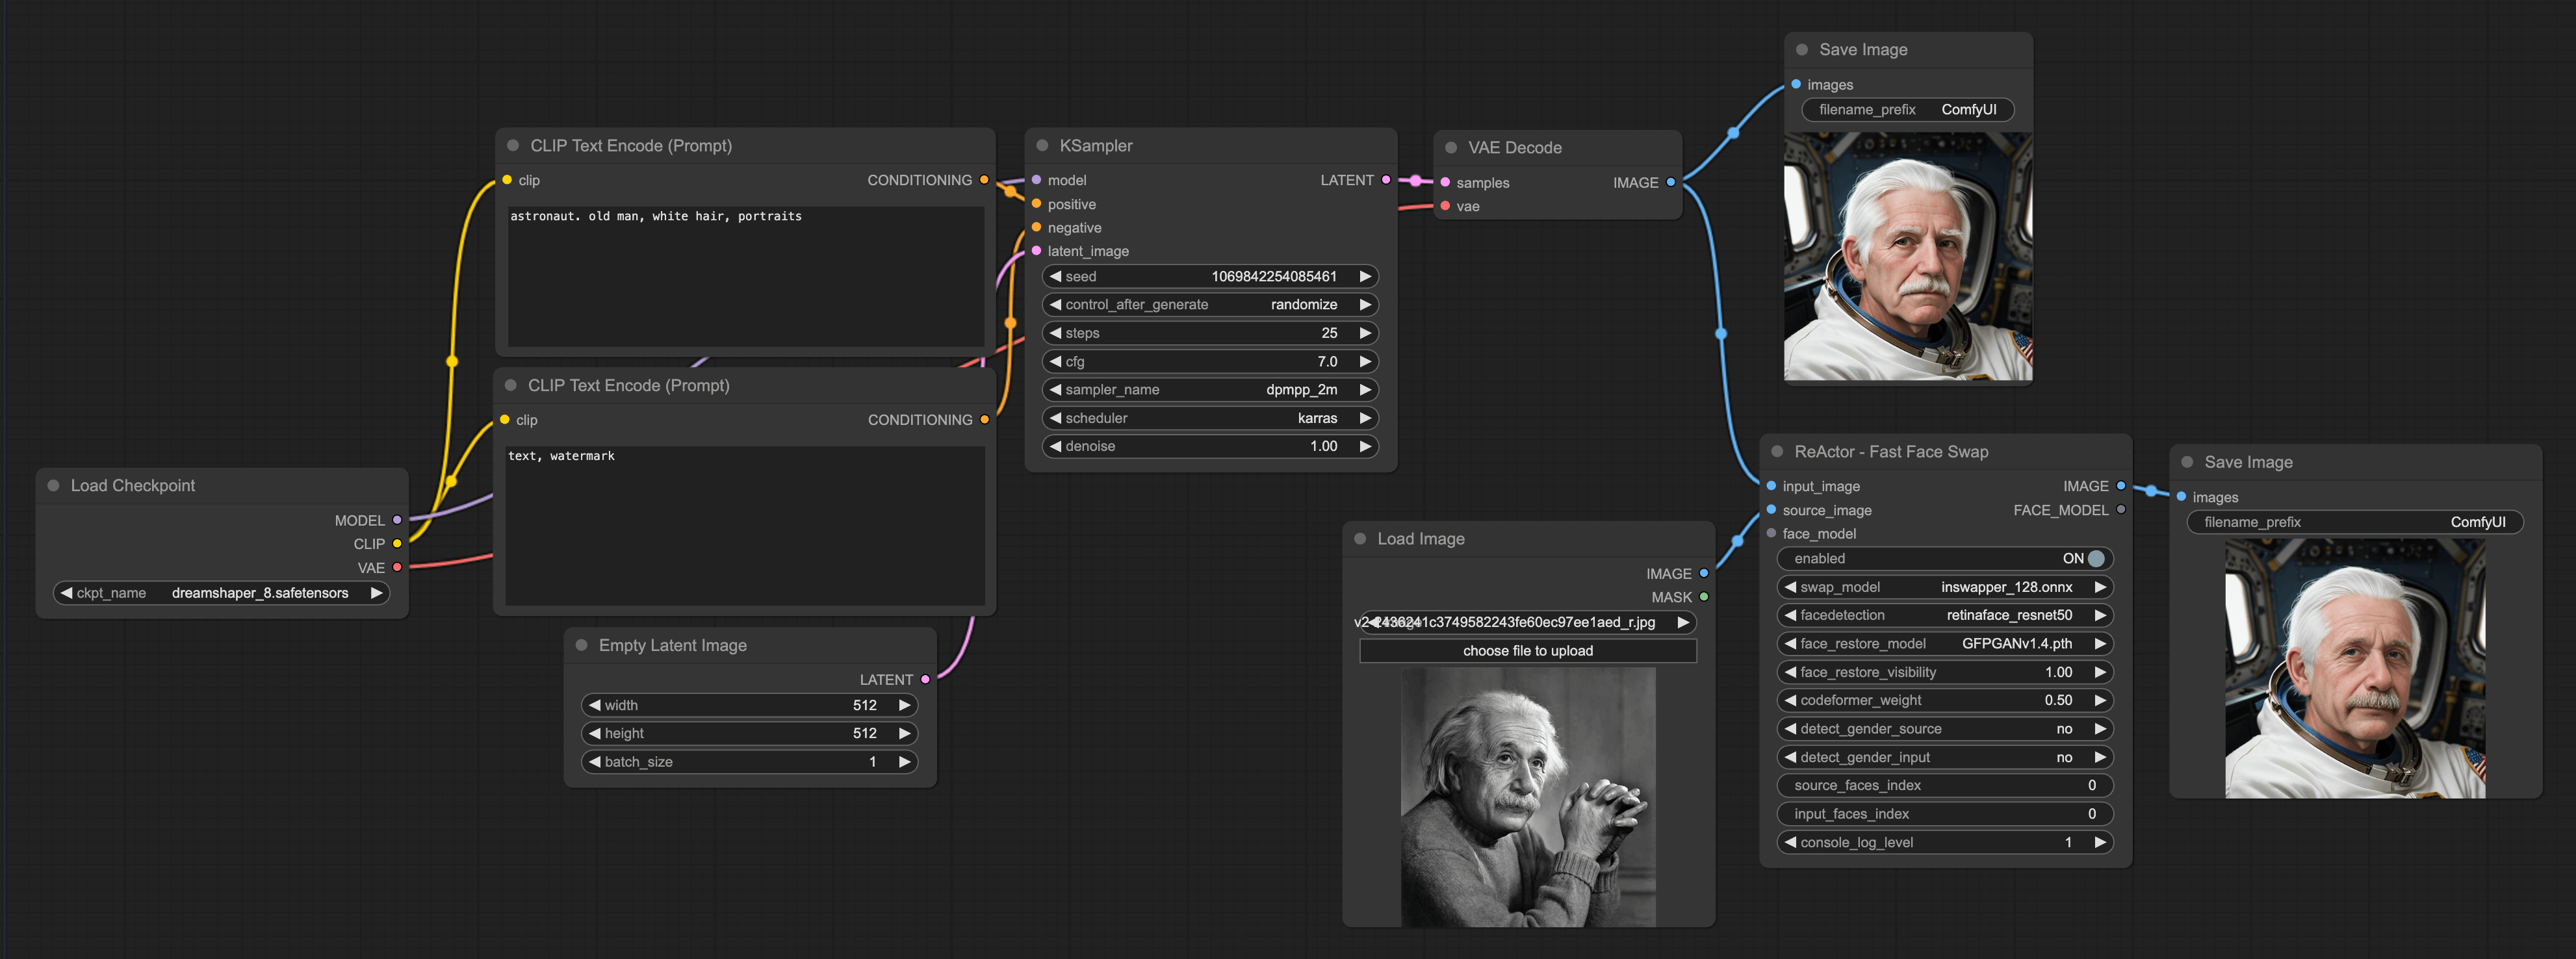 Load Checkpoint
MODEL
CLIP
VAE
ckpt_name dreamshaper_8.safetensors
CLIP Text Encode (Prompt)
clip CONDITIONING
astronaut. old man, white hair, portraits
CLIP Text Encode (Prompt)
clip CONDITIONING
text, watermark
Empty Latent Image
LATENT
width 512
height 512
batch_size 1
KSampler
model LATENT
positive
negative
latent_image
seed 1069842254085461
control_after_generate randomize
steps 25
cfg 7.0
sampler_name dpmpp_2m
scheduler karras
denoise 1.00
VAE Decode
samples IMAGE
vae
Save Image
images
filename_prefix ComfyUI
Load Image
IMAGE
MASK
choose file to upload
ReActor - Fast Face Swap
input_image IMAGE
source_image FACE_MODEL
face_model
enabled ON
swap_model inswapper_128.onnx
facedetection retinaface_resnet50
face_restore_model GFPGANv1.4.pth
face_restore_visibility 1.00
codeformer_weight 0.50
detect_gender_source no
detect_gender_input no
source_faces_index 0
input_faces_index 0
console_log_level 1
Save Image
images
filename_prefix ComfyUI